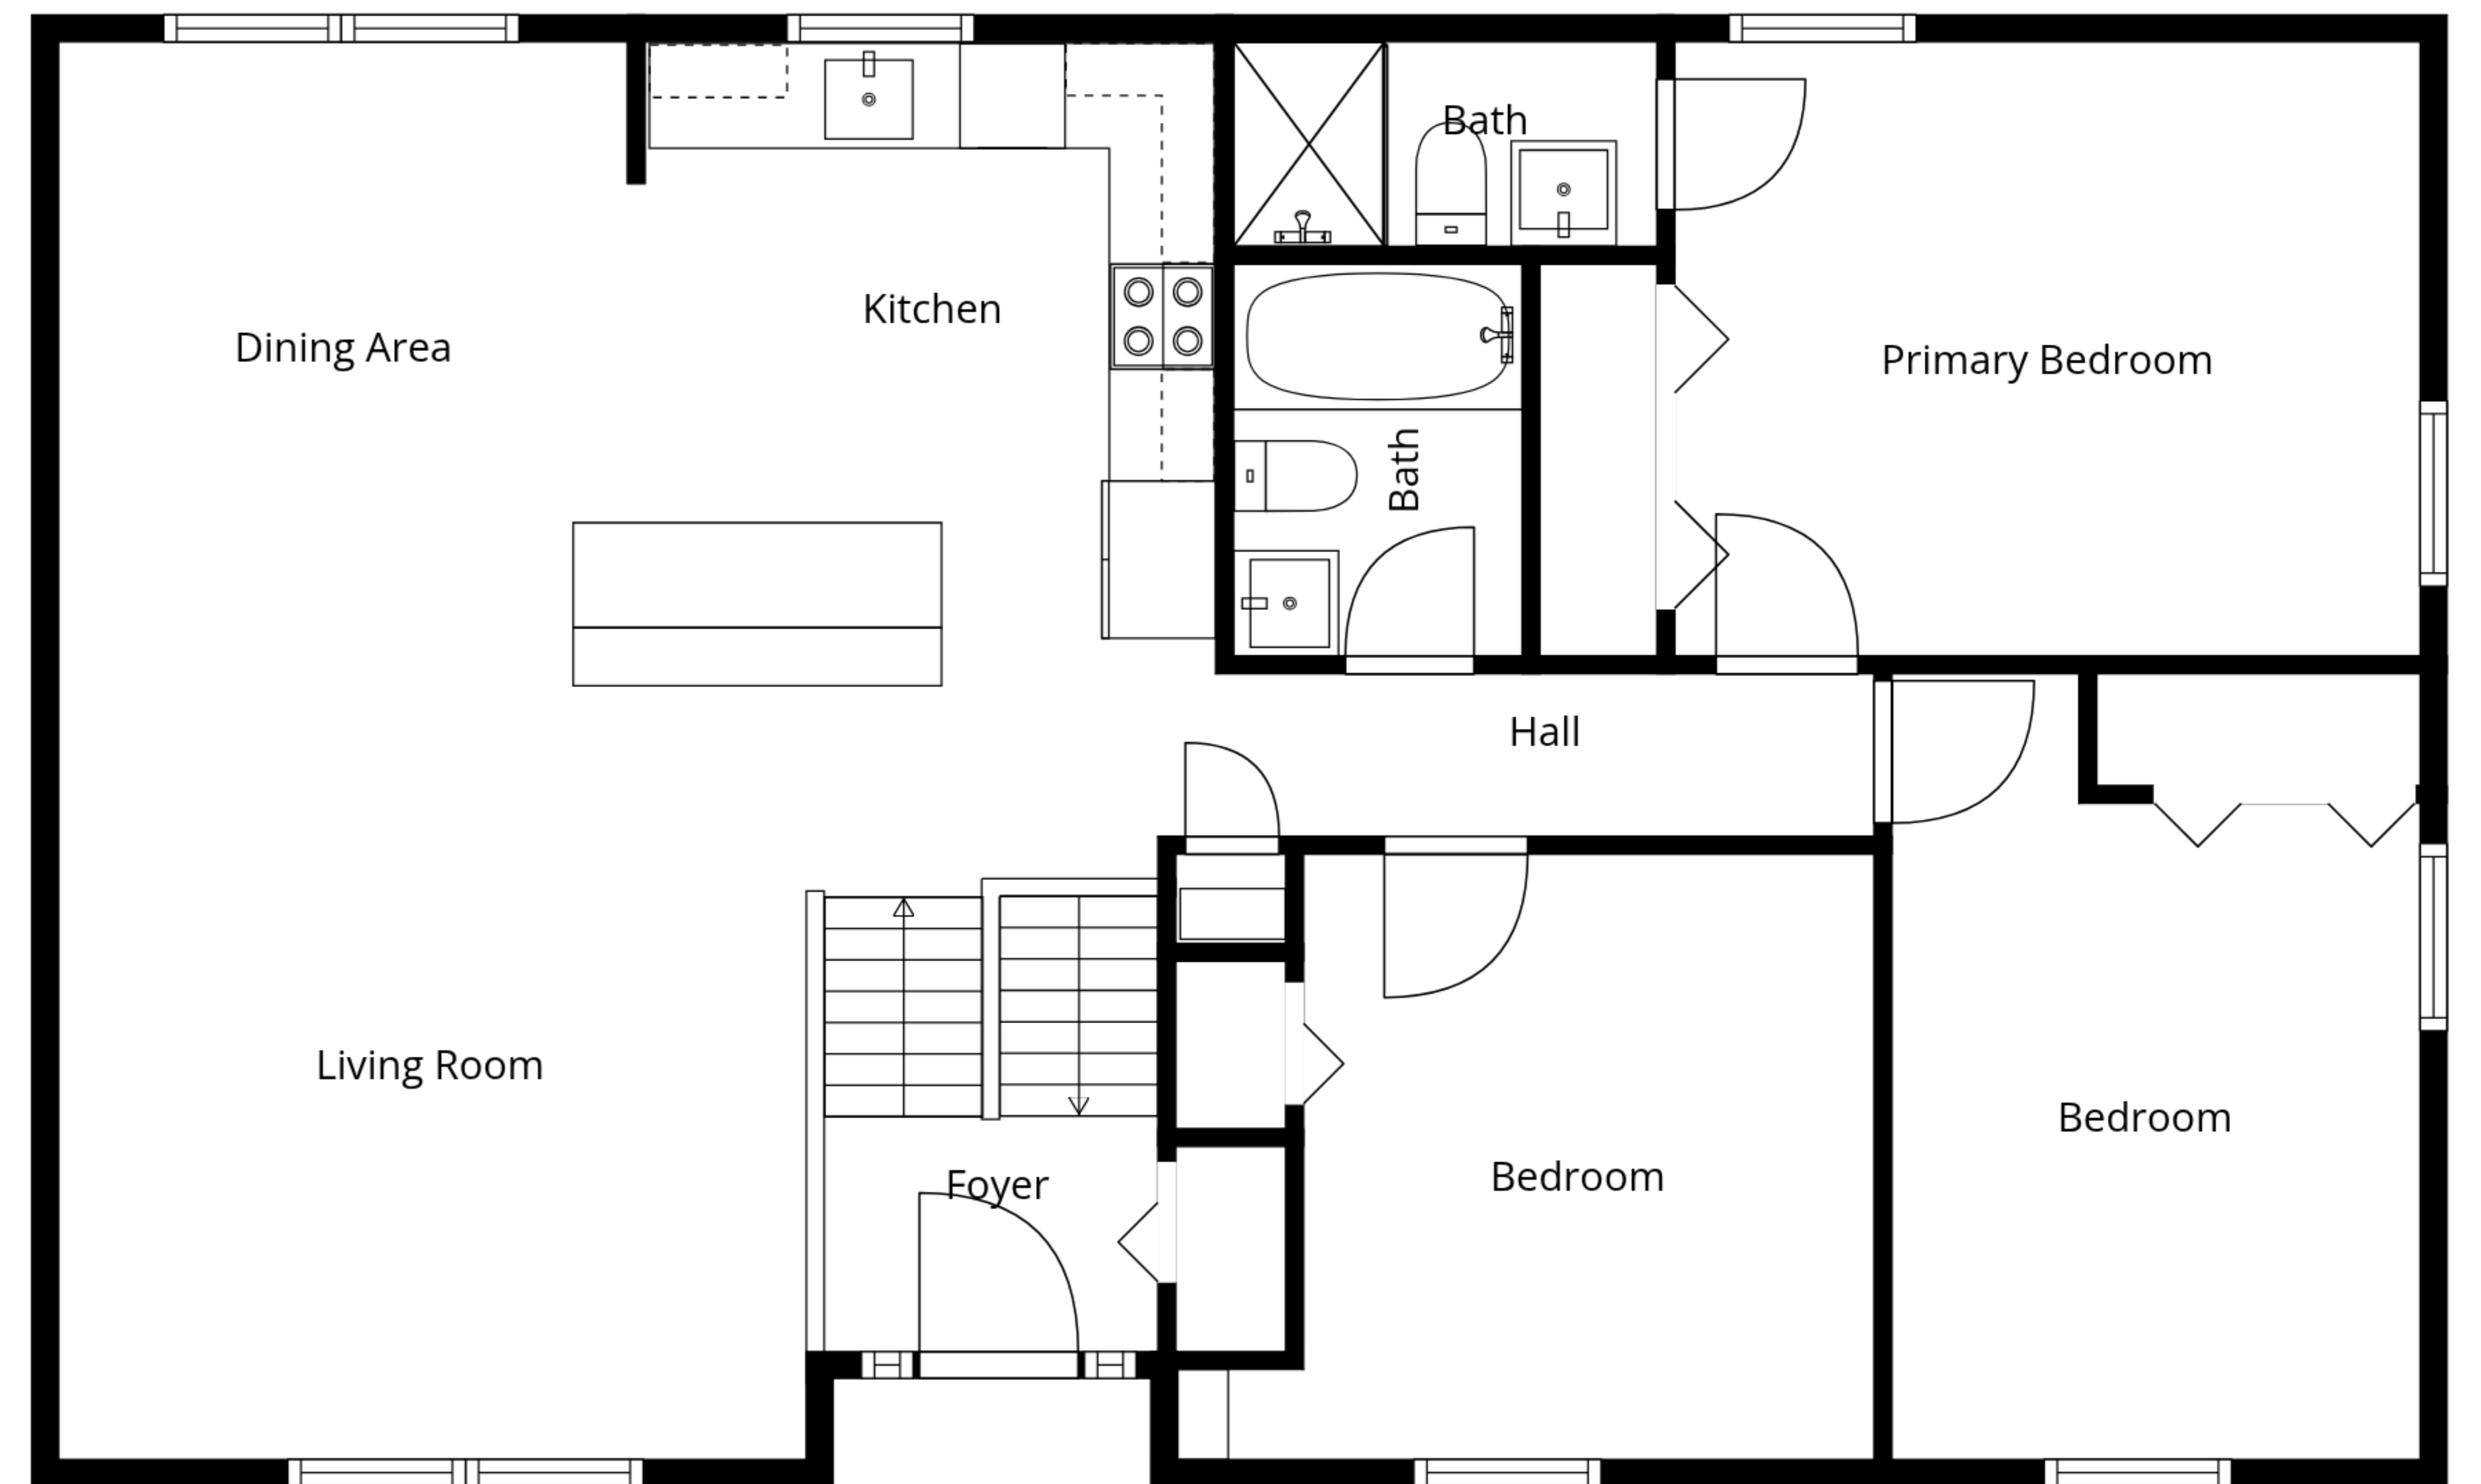 Bath
Kitchen
Dining Area
Primary Bedroom
Bath
Hall
Living Room
Bedroom
Foyer
Bedroom